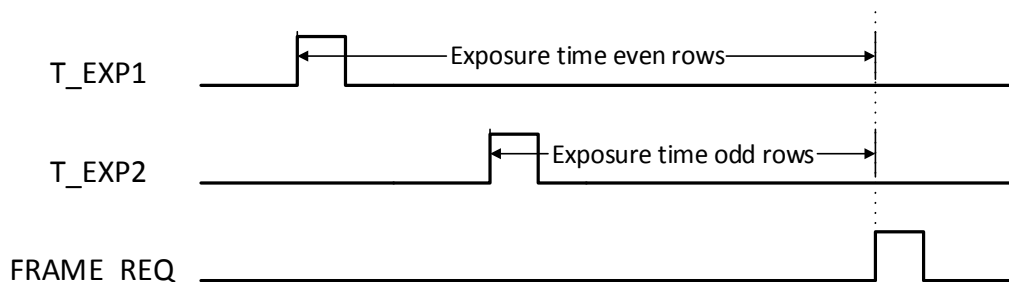 Exposure time even rows
T_EXP1
Exposure time odd rows
T_EXP2
FRAME_REQ